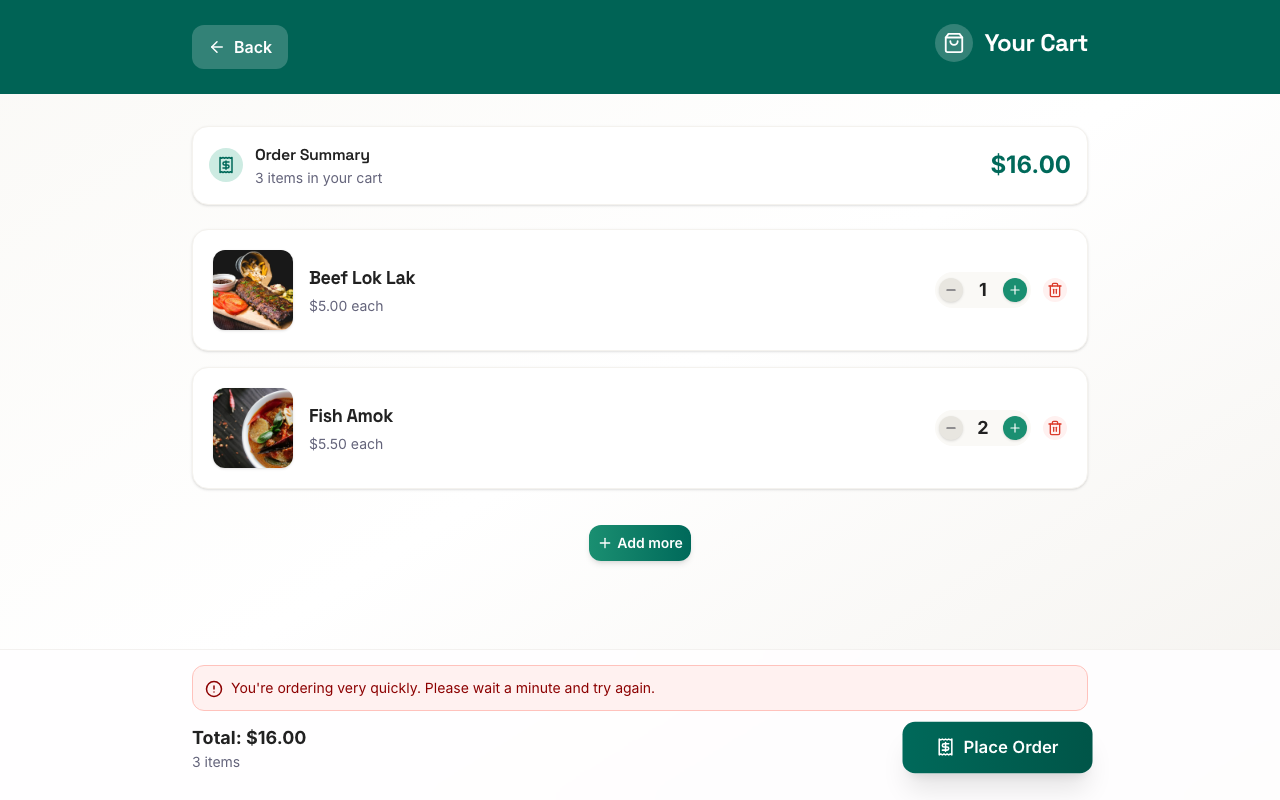 Back
Your Cart
Order Summary
3 items in your cart
$16.00
Beef Lok Lak
$5.00 each
1
Fish Amok
$5.50 each
2
Add more
You're ordering very quickly. Please wait a minute and try again.
Total: $16.00
3 items
Place Order